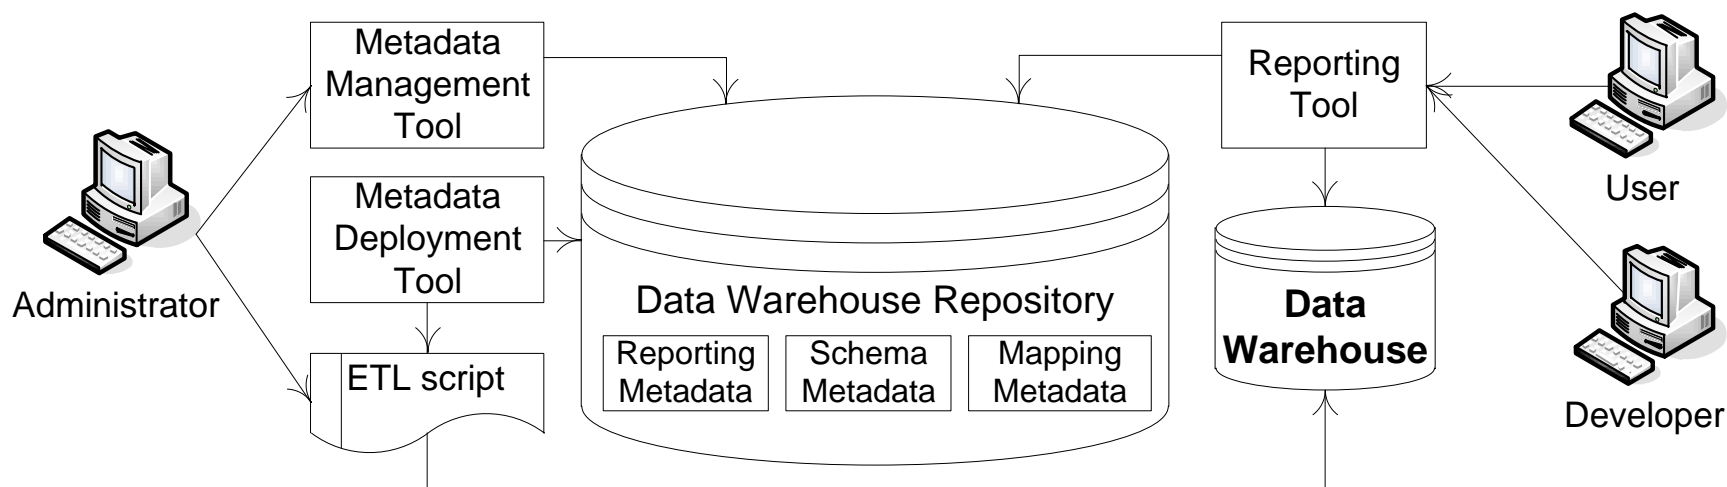 Metadata
Management
Tool
Reporting
Tool
User
Administrator
Metadata
Deployment
Tool
Data Warehouse Repository
Reporting
Metadata
Schema
Metadata
Mapping
Metadata
Data
Warehouse
ETL script
Developer